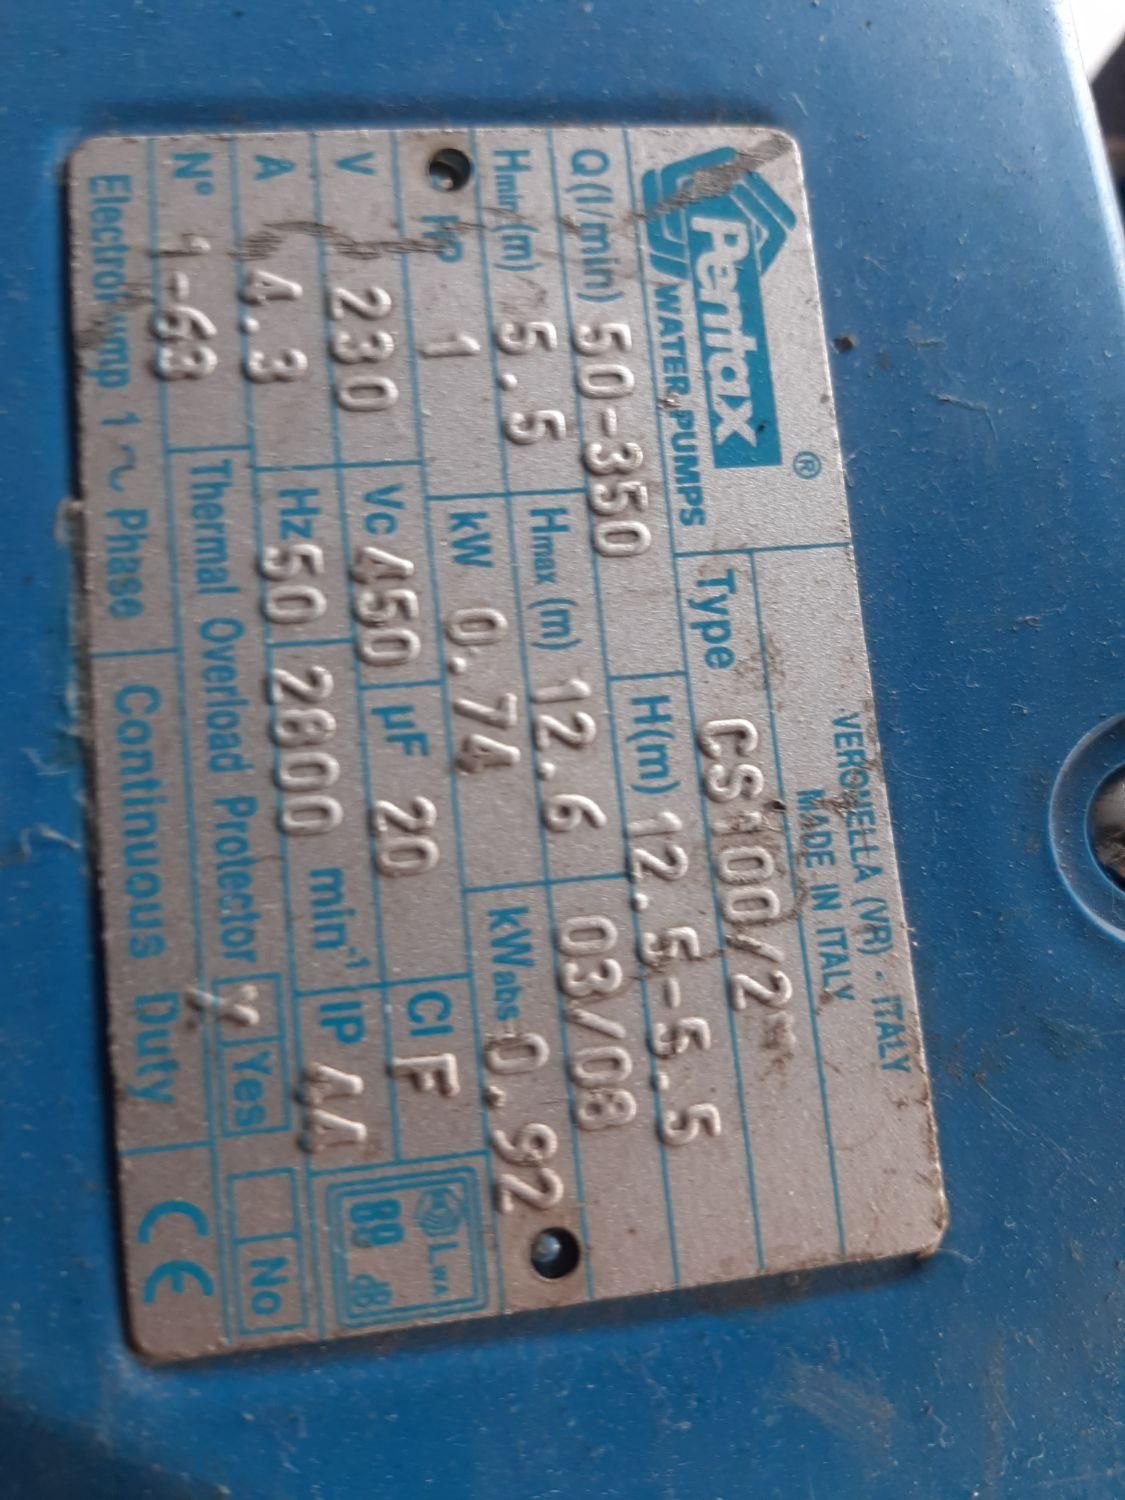 Pentax ®
WATER PUMPS
VERONELLA (VR) - ITALY
MADE IN ITALY
Type CS100/2
Q (l/min) 50-350 H(m) 12.5-5.5
Hmin (m) 5.5 Hmax (m) 12.6 03/08
HP 1 kW 0.74 kWabs 0.92
V 230 Vc 450 µF 20 Cl F
A 4.3 Hz 50 2800 min-1 IP 44
LWA
dB
N° 1-63 Thermal Overload Protector X Yes No
Electropump 1 ~ Phase Continuous Duty CE